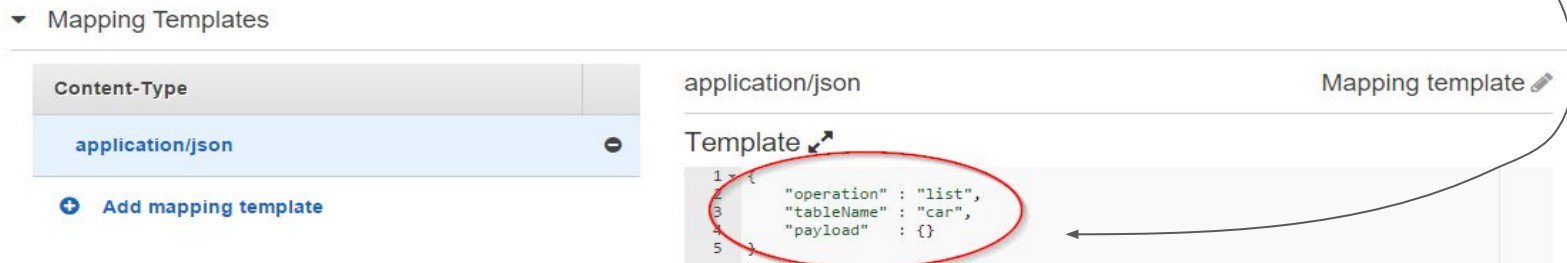 Mapping Templates
Content-Type
application/json
Add mapping template
application/json
Mapping template
Template
1 {
2 "operation" : "list",
3 "tableName" : "car",
4 "payload" : {}
5 }